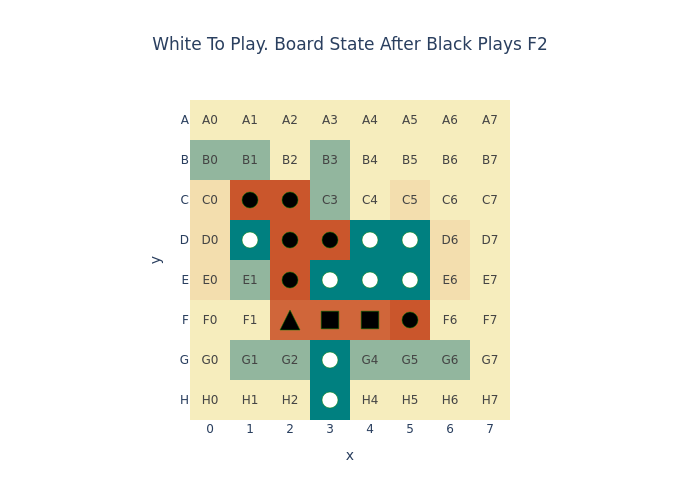 White To Play. Board State After Black Plays F2
A A0 A1 A2 A3 A4 A5 A6 A7
B B0 B1 B2 B3 B4 B5 B6 B7
C C0 C3 C4 C5 C6 C7
D D0 D6 D7
y
E E0 E1 E6 E7
F F0 F1 F6 F7
G G0 G1 G2 G4 G5 G6 G7
H H0 H1 H2 H4 H5 H6 H7
0 1 2 3 4 5 6 7
x